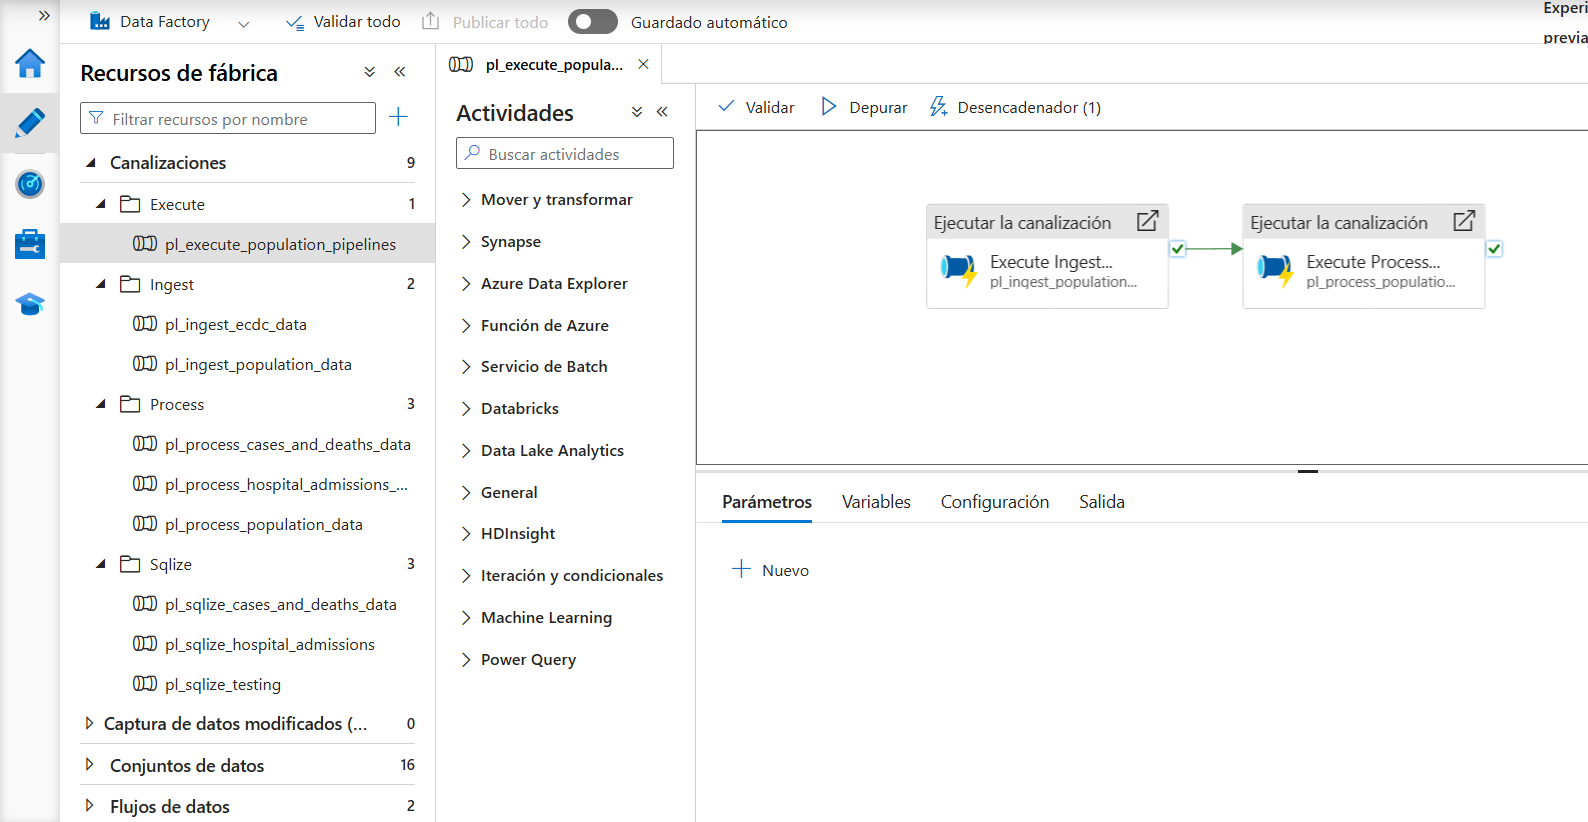 Data Factory
Validar todo
Publicar todo
Guardado automático
Experi
previa
Recursos de fábrica
Filtrar recursos por nombre
Canalizaciones 9
Execute 1
pl_execute_population_pipelines
Ingest 2
pl_ingest_ecdc_data
pl_ingest_population_data
Process 3
pl_process_cases_and_deaths_data
pl_process_hospital_admissions_...
pl_process_population_data
Sqlize 3
pl_sqlize_cases_and_deaths_data
pl_sqlize_hospital_admissions
pl_sqlize_testing
Captura de datos modificados (... 0
Conjuntos de datos 16
Flujos de datos 2
pl_execute_popula...
Actividades
Buscar actividades
Mover y transformar
Synapse
Azure Data Explorer
Función de Azure
Servicio de Batch
Databricks
Data Lake Analytics
General
HDInsight
Iteración y condicionales
Machine Learning
Power Query
Validar
Depurar
Desencadenador (1)
Ejecutar la canalización
Execute Ingest...
pl_ingest_population...
Ejecutar la canalización
Execute Process...
pl_process_populatio...
Parámetros
Variables
Configuración
Salida
Nuevo